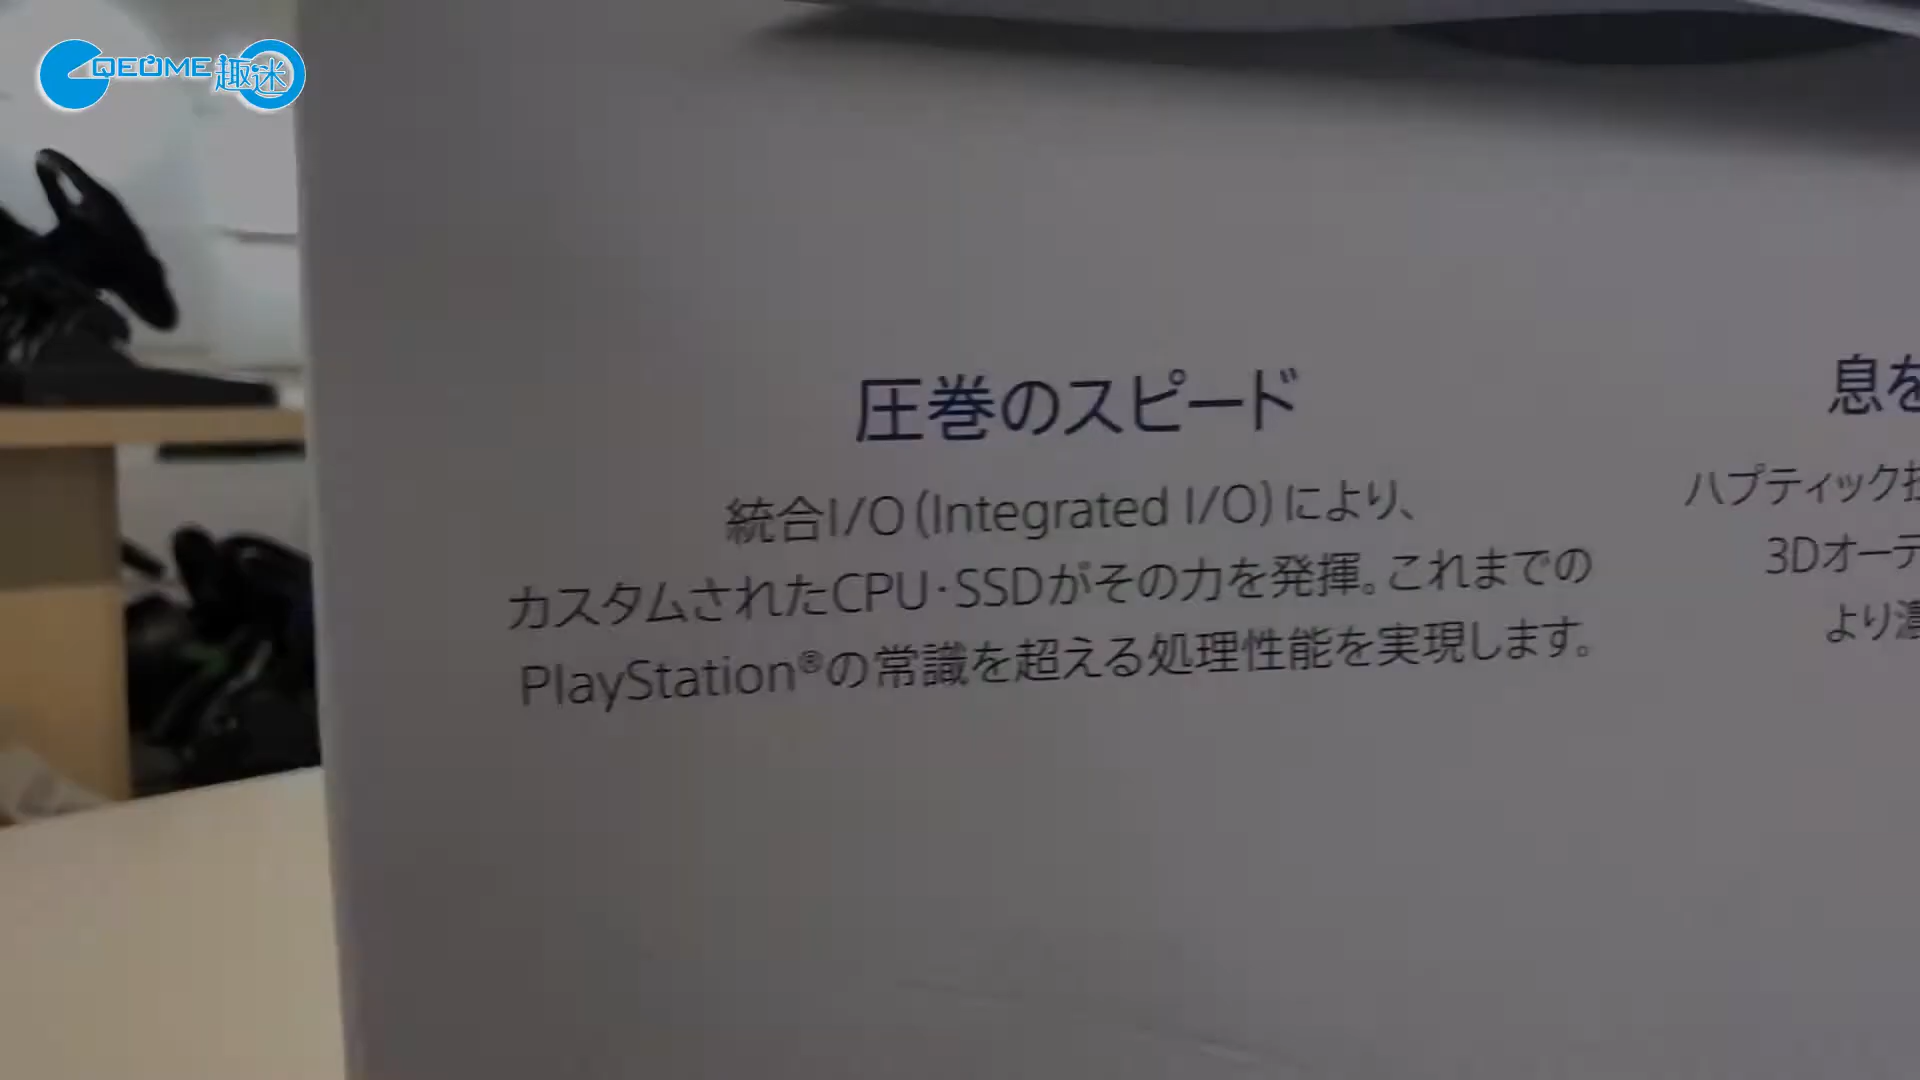 QEOME趣迷
圧巻のスピード
統合I/O（Integrated I/O）により、
カスタムされたCPU・SSDがその力を発揮。これまでの
PlayStation®の常識を超える処理性能を実現します。
息を
ハプティック技
3Dオーデ
より濃